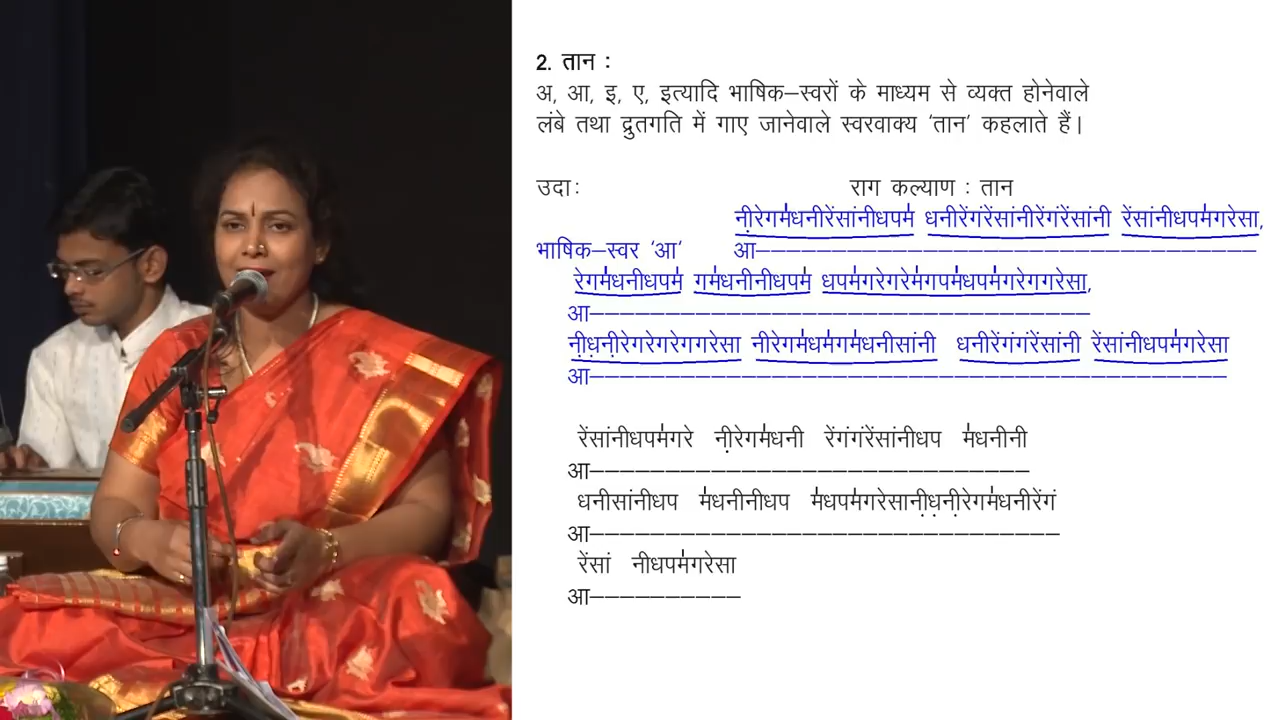 2. तान :
अ, आ, इ, ए, इत्यादि भाषिक–स्वरों के माध्यम से व्यक्त होनेवाले
लंबे तथा द्रुतगति में गाए जानेवाले स्वरवाक्य ‘तान’ कहलाते हैं।
उदा: राग कल्याण : तान
नी़रेगम॑धनीरेंसांनीधपम॑ धनीरेंगंरेंसांनीरेंगंरेंसांनी रेंसांनीधपम॑गरेसा,
भाषिक–स्वर ‘आ’ आ–––––––––––––––––––––––––––––––––
रेगम॑धनीधपम॑ गम॑धनीनीधपम॑ धपम॑गरेगरेम॑गपम॑धपम॑गरेगगरेसा,
आ–––––––––––––––––––––––––––––––––
नी़ध़नी़रेगरेगरेगगरेसा नीरेगम॑धम॑गम॑धनीसांनी धनीरेंगंगंरेंसांनी रेंसांनीधपम॑गरेसा
आ–––––––––––––––––––––––––––––––––––––––––––
रेंसांनीधपम॑गरे नी़रेगम॑धनी रेंगंगंरेंसांनीधप म॑धनीनी
आ–––––––––––––––––––––––––––––
धनीसांनीधप म॑धनीनीधप म॑धपम॑गरेसानी़ध़नी़रेगम॑धनीरेंगं
आ–––––––––––––––––––––––––––––––
रेंसां नीधपम॑गरेसा
आ––––––––––